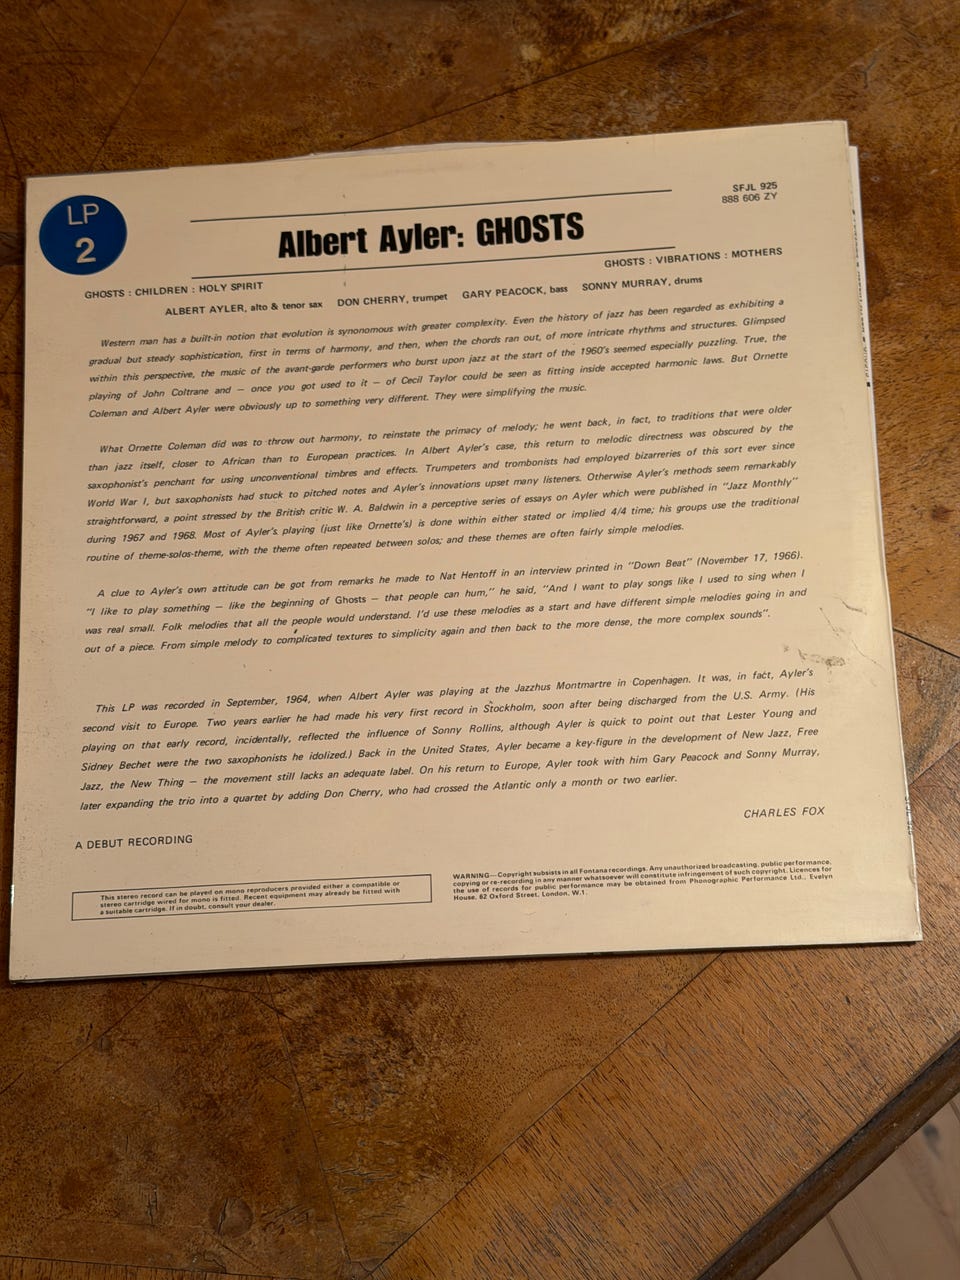 LP
2
SFJL 925
888 606 ZY
Albert Ayler: GHOSTS
GHOSTS : CHILDREN : HOLY SPIRIT
GHOSTS : VIBRATIONS : MOTHERS
ALBERT AYLER, alto & tenor sax DON CHERRY, trumpet GARY PEACOCK, bass SONNY MURRAY, drums
Western man has a built-in notion that evolution is synonomous with greater complexity. Even the history of jazz has been regarded as exhibiting a
gradual but steady sophistication, first in terms of harmony, and then, when the chords ran out, of more intricate rhythms and structures. Glimpsed
within this perspective, the music of the avant-garde performers who burst upon jazz at the start of the 1960's seemed especially puzzling. True, the
playing of John Coltrane and — once you got used to it — of Cecil Taylor could be seen as fitting inside accepted harmonic laws. But Ornette
Coleman and Albert Ayler were obviously up to something very different. They were simplifying the music.
What Ornette Coleman did was to throw out harmony, to reinstate the primacy of melody; he went back, in fact, to traditions that were older
than jazz itself, closer to African than to European practices. In Albert Ayler's case, this return to melodic directness was obscured by the
saxophonist's penchant for using unconventional timbres and effects. Trumpeters and trombonists had employed bizarreries of this sort ever since
World War I, but saxophonists had stuck to pitched notes and Ayler's innovations upset many listeners. Otherwise Ayler's methods seem remarkably
straightforward, a point stressed by the British critic W. A. Baldwin in a perceptive series of essays on Ayler which were published in "Jazz Monthly"
during 1967 and 1968. Most of Ayler's playing (just like Ornette's) is done within either stated or implied 4/4 time; his groups use the traditional
routine of theme-solos-theme, with the theme often repeated between solos; and these themes are often fairly simple melodies.
A clue to Ayler's own attitude can be got from remarks he made to Nat Hentoff in an interview printed in "Down Beat" (November 17, 1966).
"I like to play something — like the beginning of Ghosts — that people can hum," he said, "And I want to play songs like I used to sing when I
was real small. Folk melodies that all the people would understand. I'd use these melodies as a start and have different simple melodies going in and
out of a piece. From simple melody to complicated textures to simplicity again and then back to the more dense, the more complex sounds".
This LP was recorded in September, 1964, when Albert Ayler was playing at the Jazzhus Montmartre in Copenhagen. It was, in fact, Ayler's
second visit to Europe. Two years earlier he had made his very first record in Stockholm, soon after being discharged from the U.S. Army. (His
playing on that early record, incidentally, reflected the influence of Sonny Rollins, although Ayler is quick to point out that Lester Young and
Sidney Bechet were the two saxophonists he idolized.) Back in the United States, Ayler became a key-figure in the development of New Jazz, Free
Jazz, the New Thing — the movement still lacks an adequate label. On his return to Europe, Ayler took with him Gary Peacock and Sonny Murray,
later expanding the trio into a quartet by adding Don Cherry, who had crossed the Atlantic only a month or two earlier.
CHARLES FOX
A DEBUT RECORDING
This stereo record can be played on mono reproducers provided either a compatible or
stereo cartridge wired for mono is fitted. Recent equipment may already be fitted with
a suitable cartridge. If in doubt, consult your dealer.
WARNING—Copyright subsists in all Fontana recordings. Any unauthorized broadcasting, public performance,
copying or re-recording in any manner whatsoever will constitute infringement of such copyright. Licences for
the use of records for public performance may be obtained from Phonographic Performance Ltd., Evelyn
House, 62 Oxford Street, London, W.1.